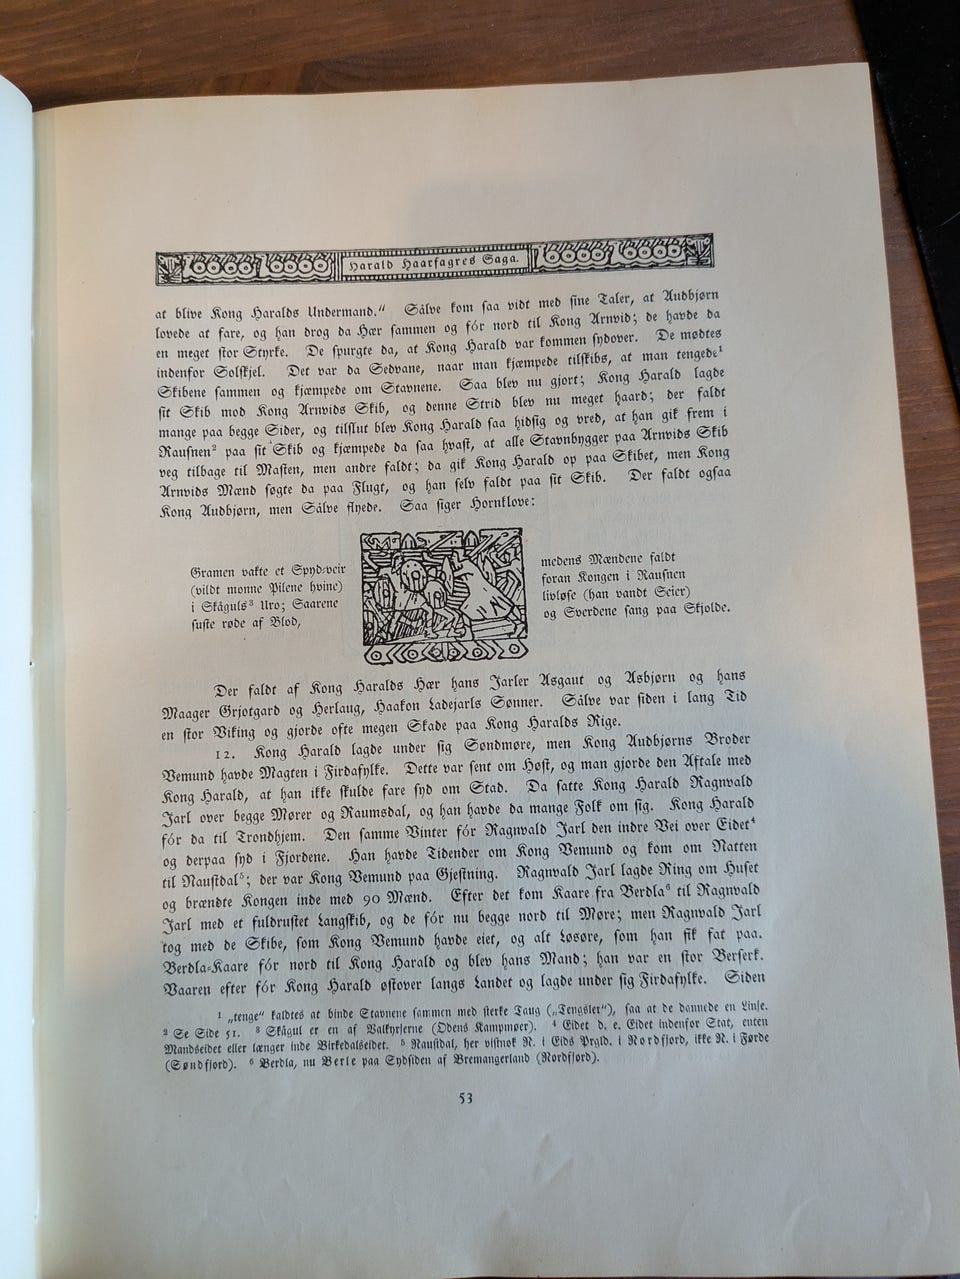 Harald Haarfagres Saga.
at blive Kong Haralds Undermand.“ Sålve kom saa vidt med sine Taler, at Audbjørn
lovede at fare, og han drog da Hær sammen og fór nord til Kong Arnvid; de havde da
en meget stor Styrke. De spurgte da, at Kong Harald var kommen sydover. De mødtes
indenfor Solskjel. Det var da Sedvane, naar man kjæmpede tilskibs, at man tengede¹
Skibene sammen og kjæmpede om Stavnene. Saa blev nu gjort; Kong Harald lagde
sit Skib mod Kong Arnvids Skib, og denne Strid blev nu meget haard; der faldt
mange paa begge Sider, og tilslut blev Kong Harald saa hidsig og vred, at han gik frem i
Rausnen² paa sit Skib og kjæmpede da saa hvast, at alle Stavnbygger paa Arnvids Skib
veg tilbage til Masten, men andre faldt; da gik Kong Harald op paa Skibet, men Kong
Arnvids Mænd søgte da paa Flugt, og han selv faldt paa sit Skib. Der faldt ogsaa
Kong Audbjørn, men Sålve flyede. Saa siger Hornklove:
Gramen vakte et Spydveir
(vildt monne Pilene hvine)
i Skåguls³ Uro; Saarene
suste røde af Blod,
medens Mændene faldt
foran Kongen i Rausnen
livløse (han vandt Seier)
og Sverdene sang paa Skjolde.
Der faldt af Kong Haralds Hær hans Jarler Asgaut og Asbjørn og hans
Maager Grjotgard og Herlaug, Haakon Ladejarls Sønner. Sålve var siden i lang Tid
en stor Viking og gjorde ofte megen Skade paa Kong Haralds Rige.
12. Kong Harald lagde under sig Søndmøre, men Kong Audbjørns Broder
Vemund havde Magten i Firdafylke. Dette var sent om Høst, og man gjorde den Aftale med
Kong Harald, at han ikke skulde fare syd om Stad. Da satte Kong Harald Ragnvald
Jarl over begge Mører og Raumsdal, og han havde da mange Folk om sig. Kong Harald
fór da til Trondhjem. Den samme Vinter fór Ragnvald Jarl den indre Vei over Eidet⁴
og derpaa syd i Fjordene. Han havde Tidender om Kong Vemund og kom om Natten
til Naustdal⁵; der var Kong Vemund paa Gjestning. Ragnvald Jarl lagde Ring om Huset
og brændte Kongen inde med 90 Mænd. Efter det kom Kaare fra Berdla⁶ til Ragnvald
Jarl med et fuldrustet Langskib, og de fór nu begge nord til Møre; men Ragnvald Jarl
tog med de Skibe, som Kong Vemund havde eiet, og alt Løsøre, som han fik fat paa.
Berdla-Kaare fór nord til Kong Harald og blev hans Mand; han var en stor Berserk.
Vaaren efter fór Kong Harald østover langs Landet og lagde under sig Firdafylke. Siden
¹ „tenge“ kaldtes at binde Stavnene sammen med sterke Taug („Tengsler“), saa at de dannede en Linje.
² Se Side 51. ³ Skågul er en af Valkyrjerne (Odens Kampmøer). ⁴ Eidet d. e. Eidet indenfor Stat, enten
Mandseidet eller længer inde Birkedalseidet. ⁵ Naustdal, her vistnok N. i Eids Prgld. i Nordfjord, ikke N. i Førde
(Søndfjord). ⁶ Berdla, nu Berle paa Sydsiden af Bremangerland (Nordfjord).
53